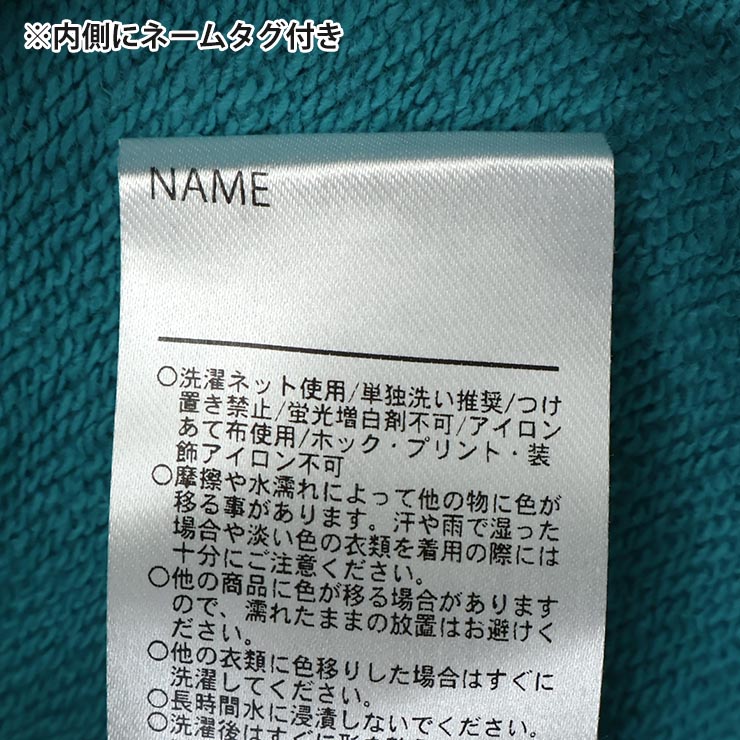 ※内側にネームタグ付き
NAME
○洗濯ネット使用/単独洗い推奨/つけ
置き禁止/蛍光増白剤不可/アイロン
あて布使用/ホック・プリント・装
飾アイロン不可
○摩擦や水濡れによって他の物に色が
移る事があります。汗や雨で湿った
場合や淡い色の衣類を着用の際には
十分にご注意ください。
○他の商品に色が移る場合があります
ので、濡れたままの放置はお避けく
ださい。
○他の衣類に色移りした場合はすぐに
洗濯してください。
○長時間水に浸漬しないでください。
○洗濯後はすぐに形を